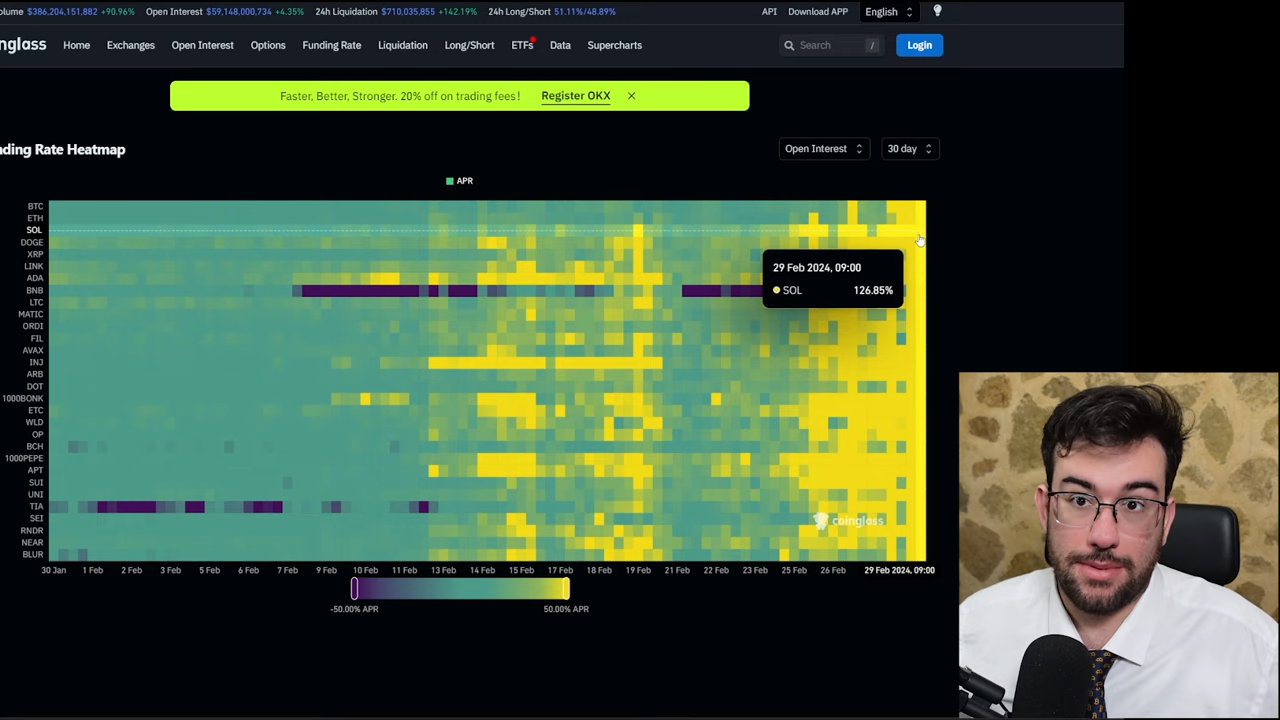 olume $386,204,151,882 +90.96% Open Interest $59,148,000,734 +4.35% 24h Liquidation $710,035,855 +142.19% 24h Long/Short 51.11%/48.89% API Download APP English
nglass Home Exchanges Open Interest Options Funding Rate Liquidation Long/Short ETFs Data Supercharts Search / Login
Faster, Better, Stronger. 20% off on trading fees! Register OKX ×
nding Rate Heatmap Open Interest 30 day
APR
BTC
ETH
SOL
DOGE
XRP
LINK
ADA
BNB
LTC
MATIC
ORDI
FIL
AVAX
INJ
ARB
DOT
1000BONK
ETC
WLD
OP
BCH
1000PEPE
APT
SUI
UNI
TIA
SEI
RNDR
NEAR
BLUR
29 Feb 2024, 09:00
SOL 126.85%
coinglass
30 Jan 1 Feb 2 Feb 3 Feb 5 Feb 6 Feb 7 Feb 9 Feb 10 Feb 11 Feb 13 Feb 14 Feb 15 Feb 17 Feb 18 Feb 19 Feb 21 Feb 22 Feb 23 Feb 25 Feb 26 Feb 29 Feb 2024, 09:00
-50.00% APR 50.00% APR